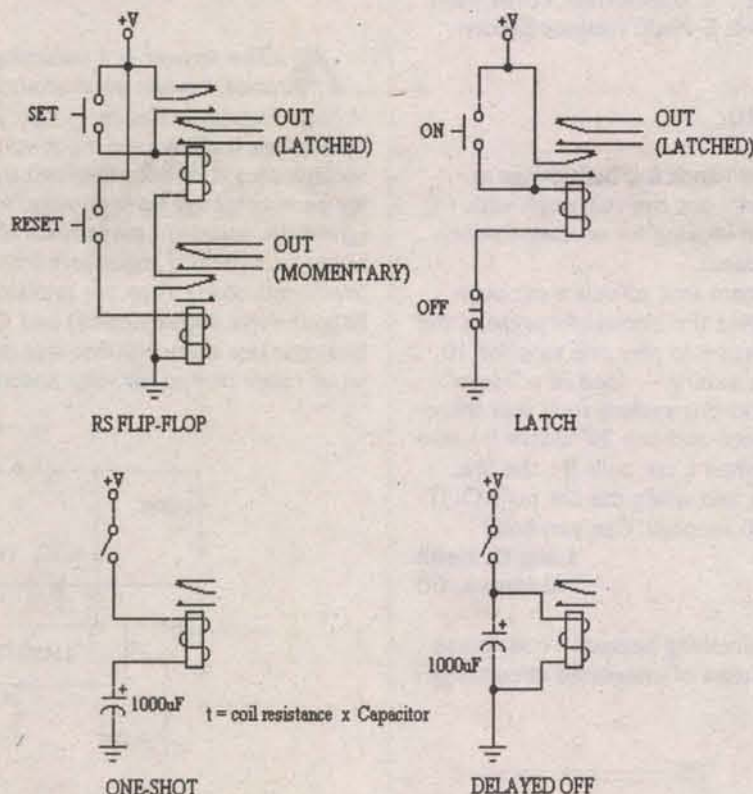 +V
SET
OUT
(LATCHED)
RESET
OUT
(MOMENTARY)
RS FLIP-FLOP
+V
ON
OUT
(LATCHED)
OFF
LATCH
+V
1000uF
t = coil resistance x Capacitor
ONE-SHOT
+V
1000uF
DELAYED OFF